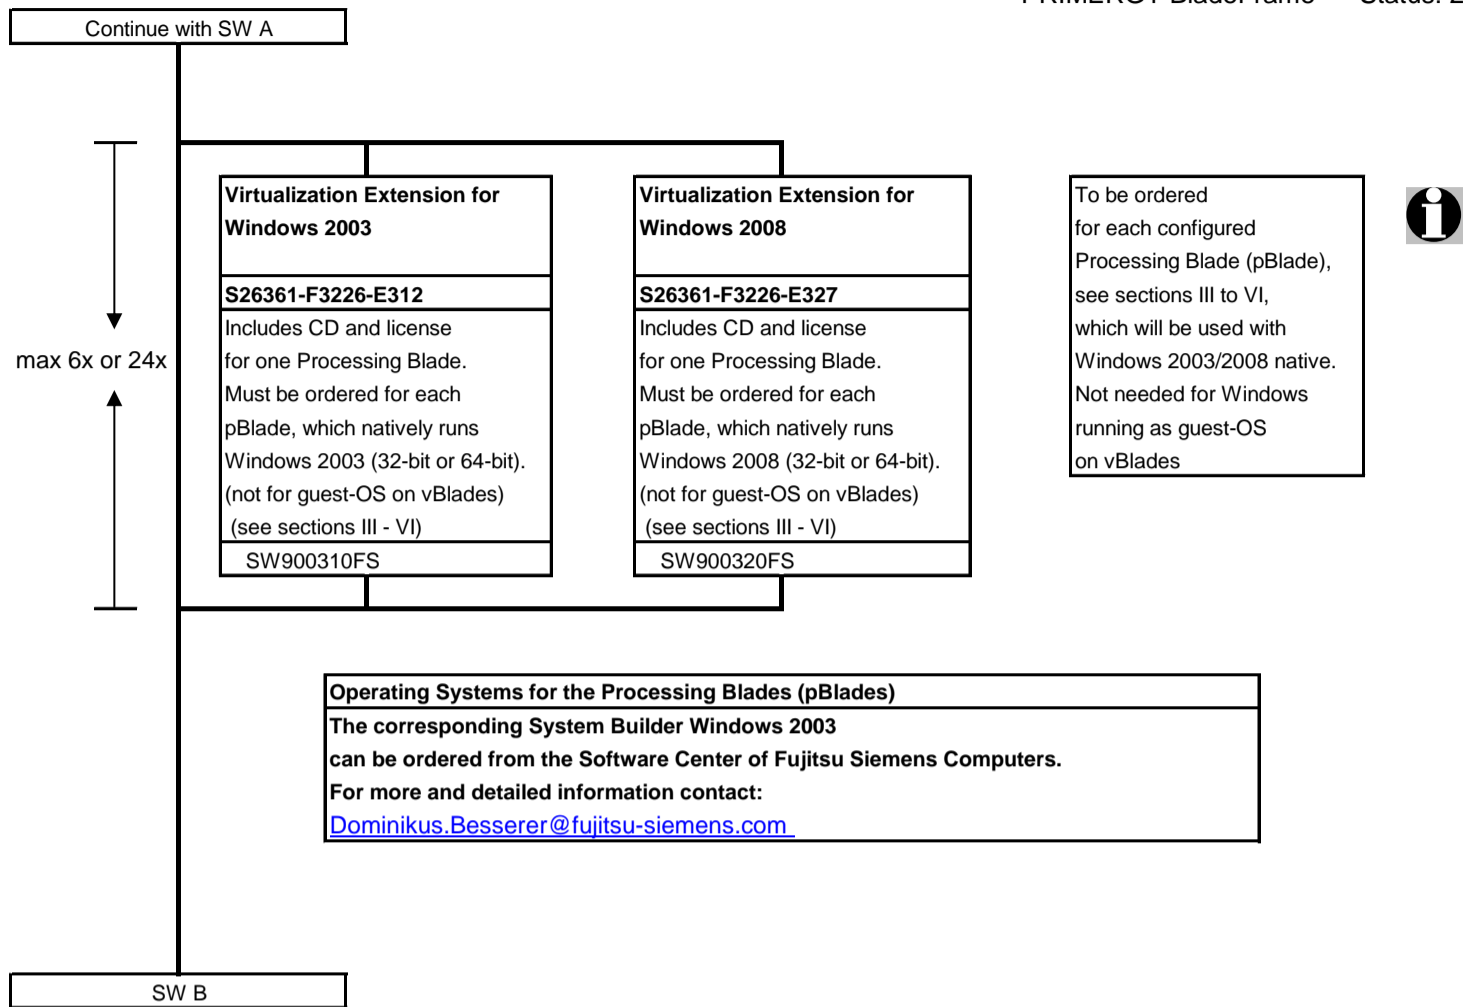 PRIMERGY BladeFrame Status:
Continue with SW A
max 6x or 24x
Virtualization Extension for
Windows 2003
S26361-F3226-E312
Includes CD and license
for one Processing Blade.
Must be ordered for each
pBlade, which natively runs
Windows 2003 (32-bit or 64-bit).
(not for guest-OS on vBlades)
(see sections III - VI)
SW900310FS
Virtualization Extension for
Windows 2008
S26361-F3226-E327
Includes CD and license
for one Processing Blade.
Must be ordered for each
pBlade, which natively runs
Windows 2008 (32-bit or 64-bit).
(not for guest-OS on vBlades)
(see sections III - VI)
SW900320FS
To be ordered
for each configured
Processing Blade (pBlade),
see sections III to VI,
which will be used with
Windows 2003/2008 native.
Not needed for Windows
running as guest-OS
on vBlades
i
Operating Systems for the Processing Blades (pBlades)
The corresponding System Builder Windows 2003
can be ordered from the Software Center of Fujitsu Siemens Computers.
For more and detailed information contact:
Dominikus.Besserer@fujitsu-siemens.com
SW B